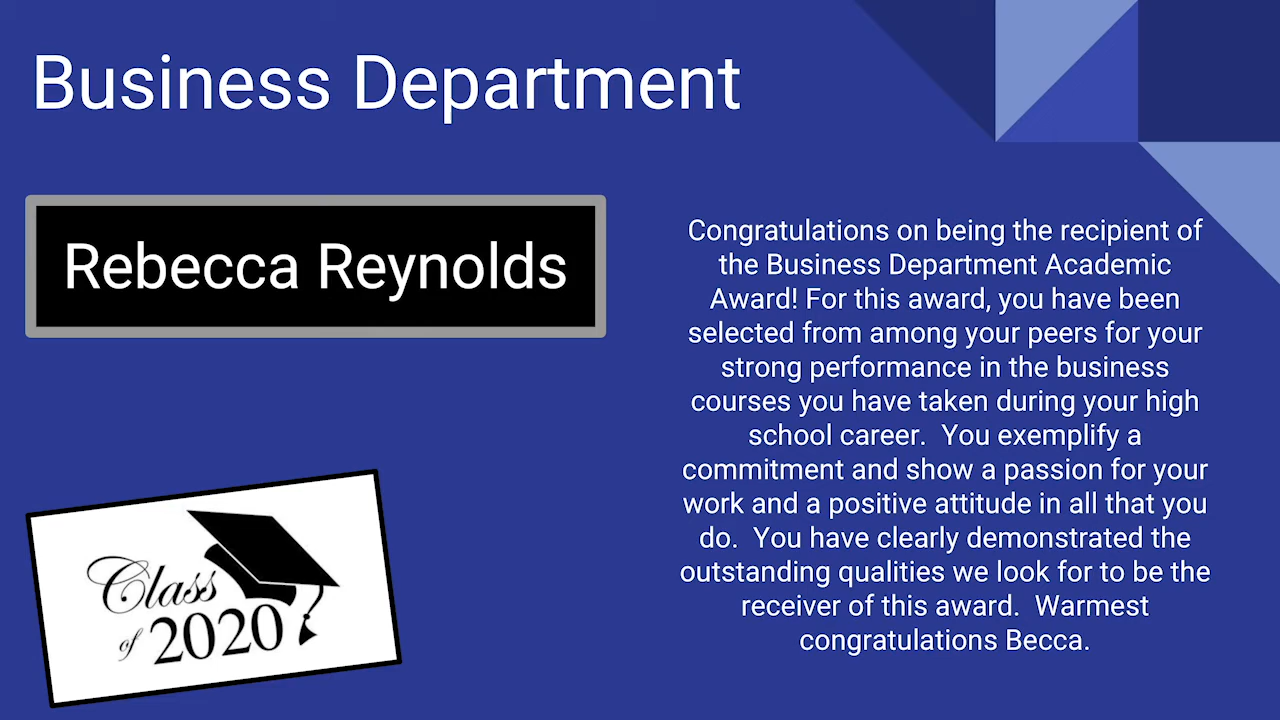 Business Department
Rebecca Reynolds
Congratulations on being the recipient of
the Business Department Academic
Award! For this award, you have been
selected from among your peers for your
strong performance in the business
courses you have taken during your high
school career.  You exemplify a
commitment and show a passion for your
work and a positive attitude in all that you
do.  You have clearly demonstrated the
outstanding qualities we look for to be the
receiver of this award.  Warmest
congratulations Becca.
Class
of 2020